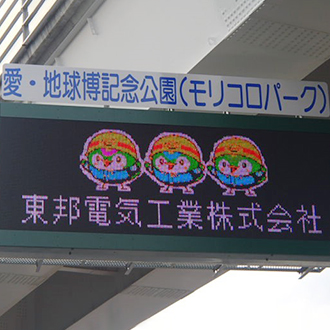 愛・地球博記念公園(モリコロパーク)
東邦電気工業株式会社